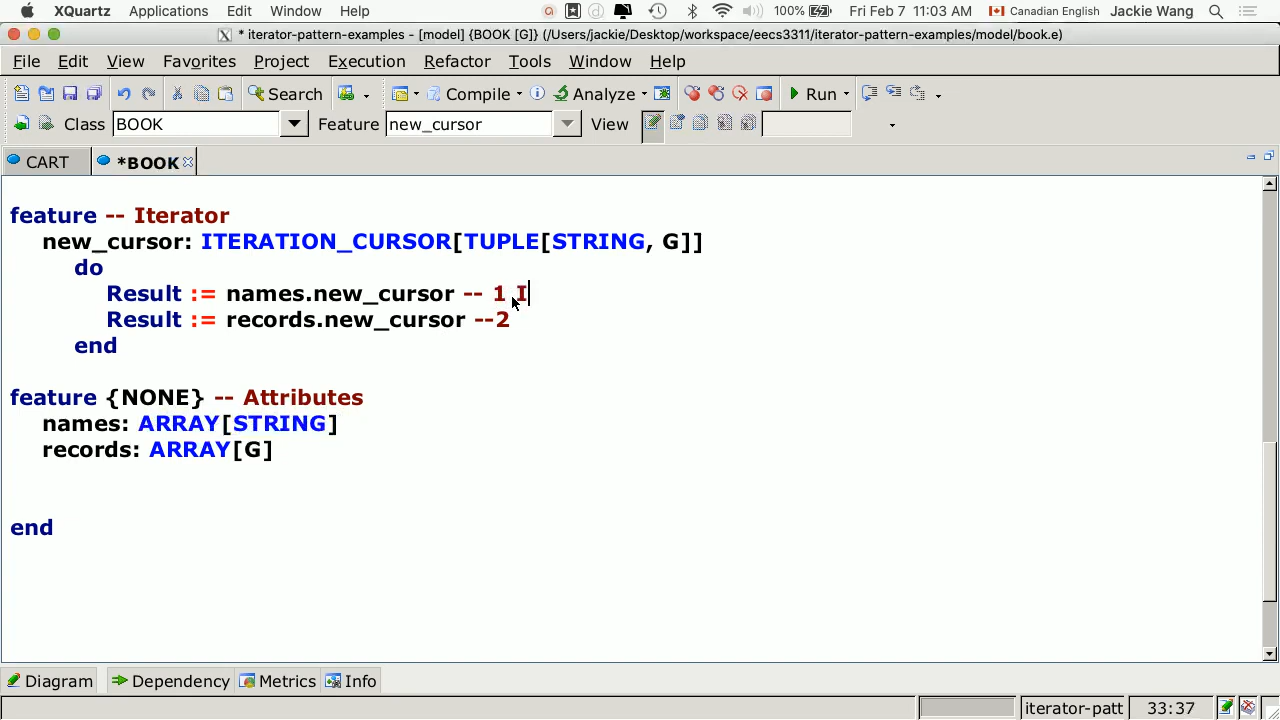 XQuartz Applications Edit Window Help 100% Fri Feb 7 11:03 AM Canadian English Jackie Wang
* iterator-pattern-examples - [model] {BOOK [G]} (/Users/jackie/Desktop/workspace/eecs3311/iterator-pattern-examples/model/book.e)
File Edit View Favorites Project Execution Refactor Tools Window Help
Search Compile Analyze Run
Class BOOK Feature new_cursor View
CART *BOOK
feature -- Iterator
new_cursor: ITERATION_CURSOR[TUPLE[STRING, G]]
do
Result := names.new_cursor -- 1 I
Result := records.new_cursor --2
end
feature {NONE} -- Attributes
names: ARRAY[STRING]
records: ARRAY[G]
end
Diagram Dependency Metrics Info
iterator-patt 33:37